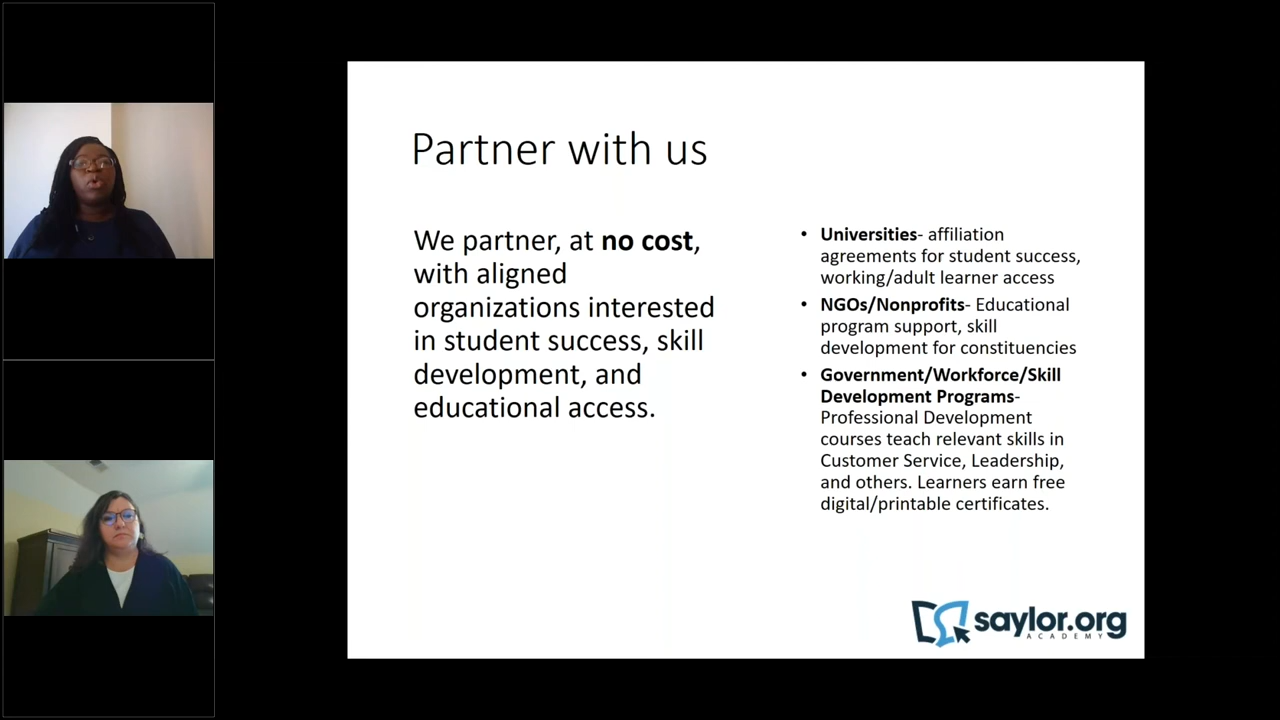 Partner with us
We partner, at no cost,
with aligned
organizations interested
in student success, skill
development, and
educational access.
• Universities- affiliation
agreements for student success,
working/adult learner access
• NGOs/Nonprofits- Educational
program support, skill
development for constituencies
• Government/Workforce/Skill
Development Programs-
Professional Development
courses teach relevant skills in
Customer Service, Leadership,
and others. Learners earn free
digital/printable certificates.
saylor.org
ACADEMY